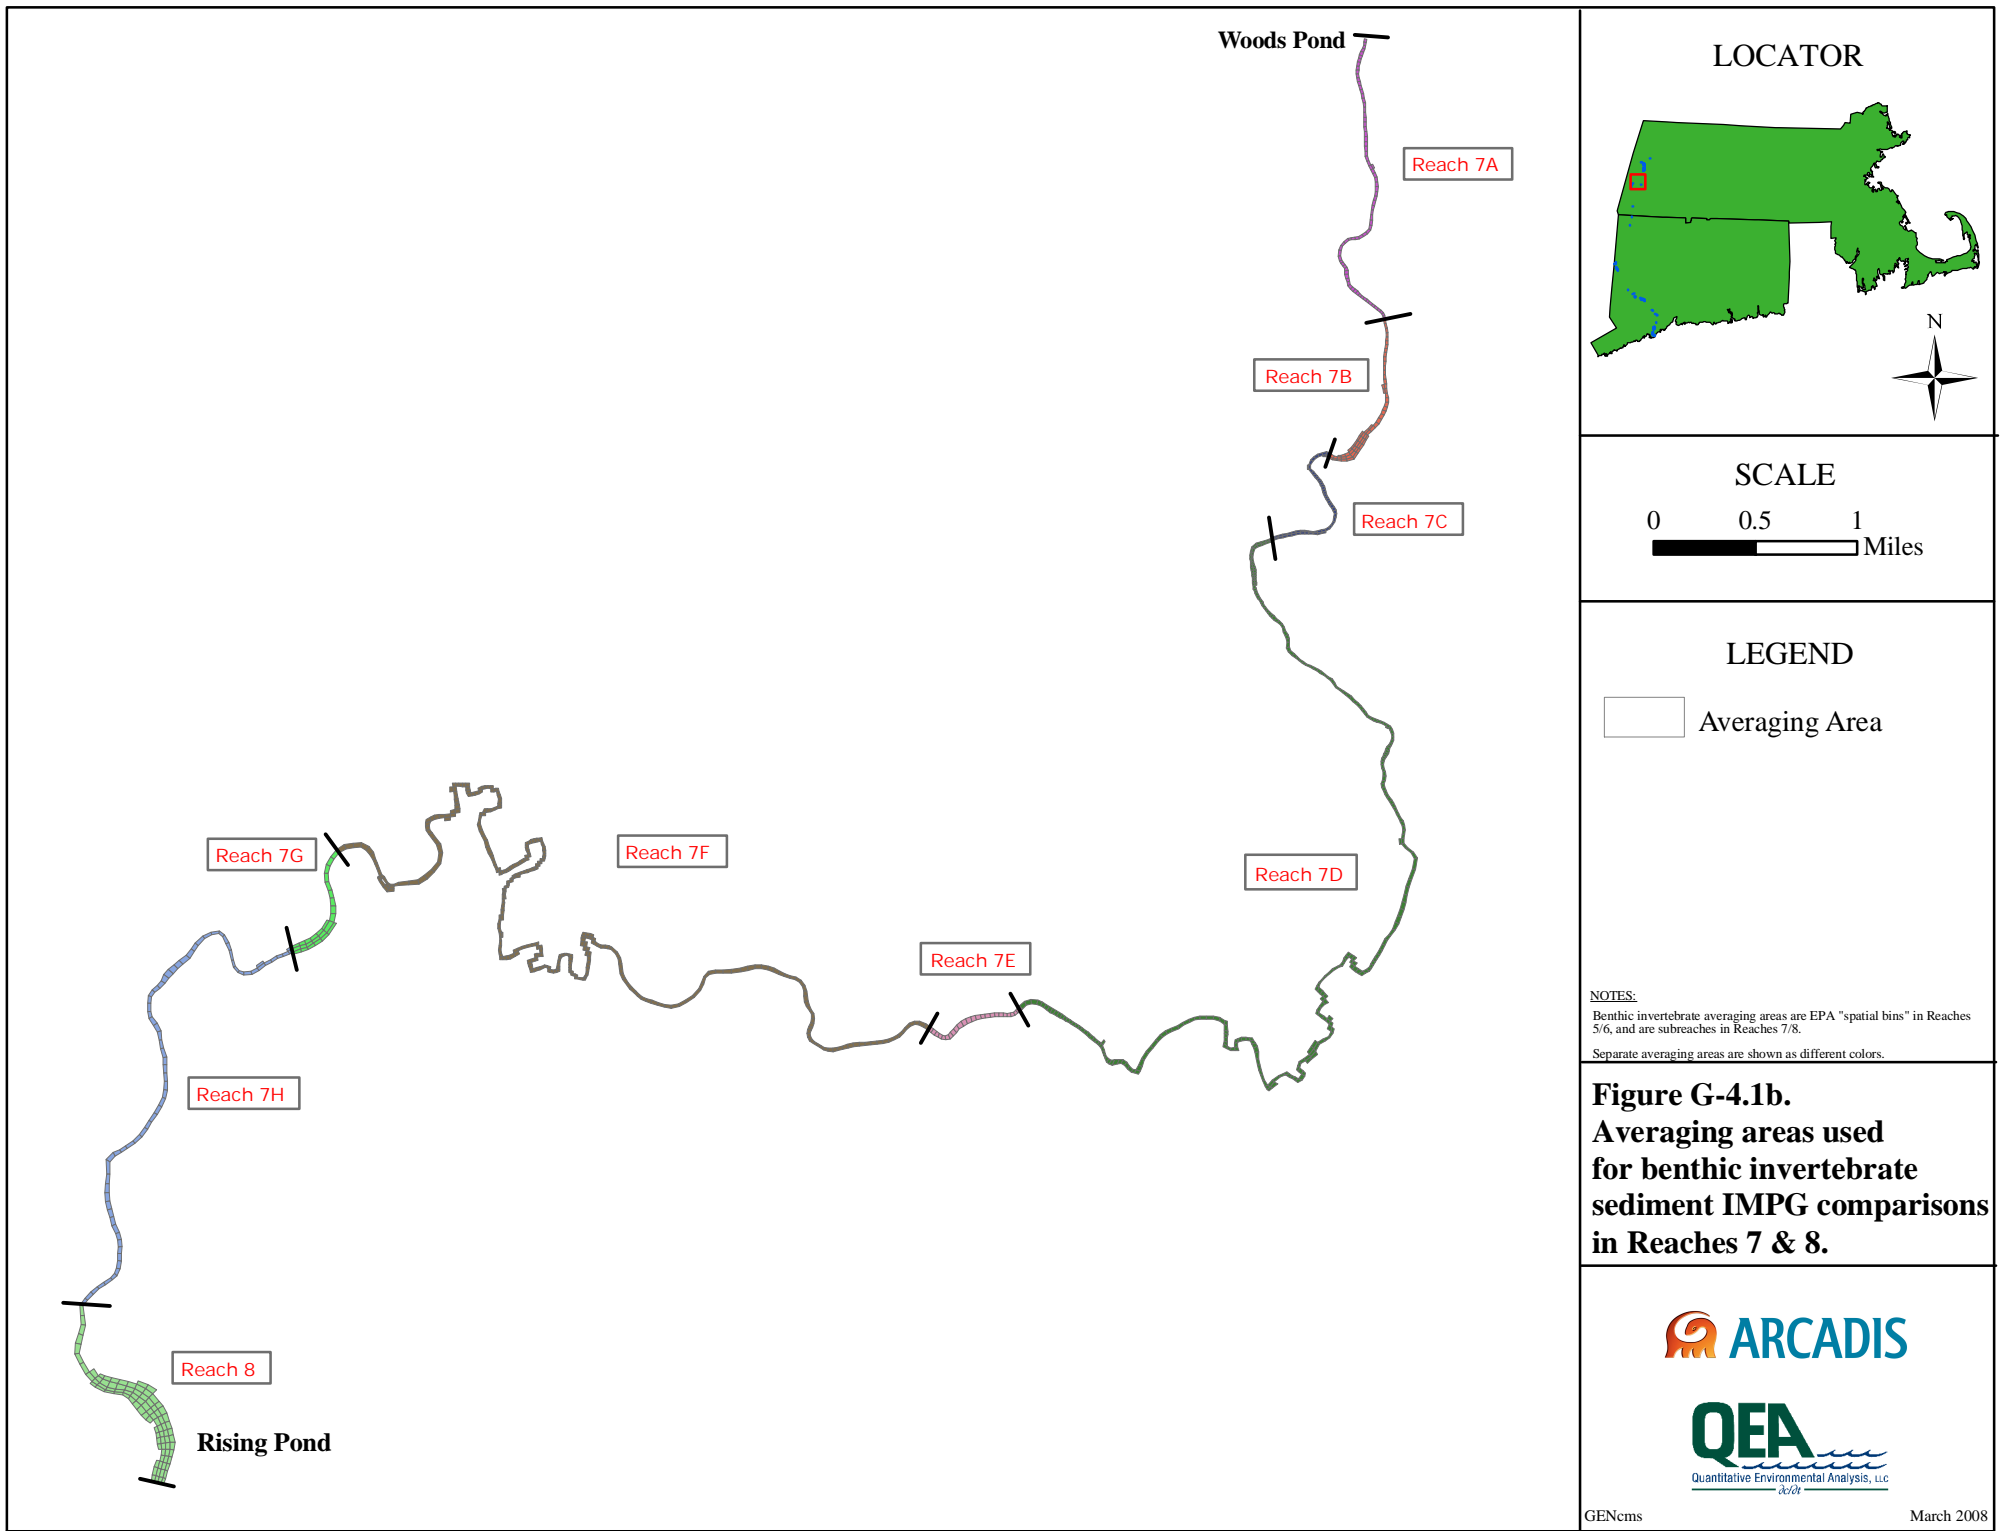 Woods Pond
Reach 7A
Reach 7B
Reach 7C
Reach 7D
Reach 7E
Reach 7F
Reach 7G
Reach 7H
Reach 8
Rising Pond
LOCATOR
N
SCALE
0 0.5 1
Miles
LEGEND
Averaging Area
NOTES:
Benthic invertebrate averaging areas are EPA "spatial bins" in Reaches
5/6, and are subreaches in Reaches 7/8.
Separate averaging areas are shown as different colors.
Figure G-4.1b.
Averaging areas used
for benthic invertebrate
sediment IMPG comparisons
in Reaches 7 & 8.
ARCADIS
QEA
Quantitative Environmental Analysis, LLC
∂c/∂t
GENcms
March 2008